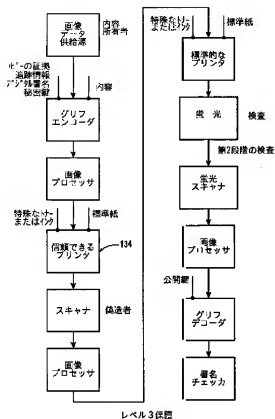 画像
データ
供給源
内容
所有者
コピーの証拠
追跡情報
デジタル署名
秘密鍵
内容
グリフ
エンコーダ
画像
プロセッサ
特殊なトナー
またはインク
標準紙
信頼できる
プリンタ
134
スキャナ
偽造者
画像
プロセッサ
特殊なトナー
またはインク
標準紙
標準的な
プリンタ
蛍光
検査
第2段階の検査
蛍光
スキャナ
画像
プロセッサ
公開鍵
グリフ
デコーダ
署名
チェッカ
レベル3保護